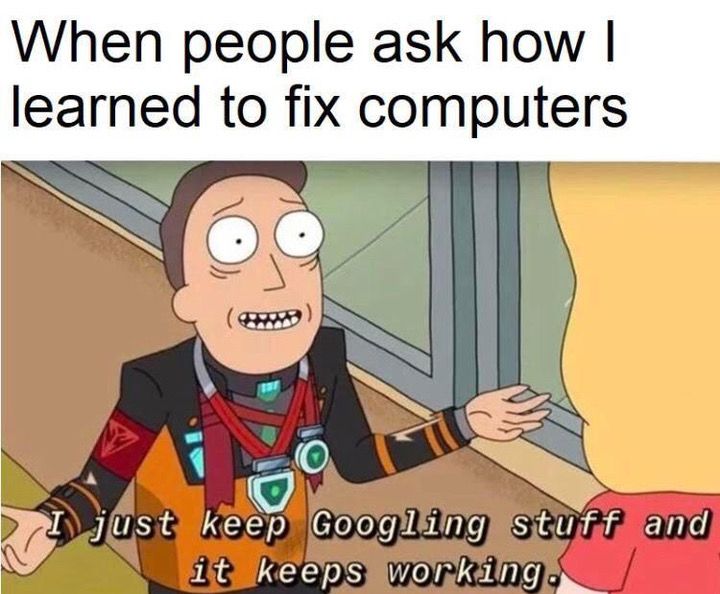 When people ask how I
learned to fix computers
I just keep Googling stuff and
it keeps working.